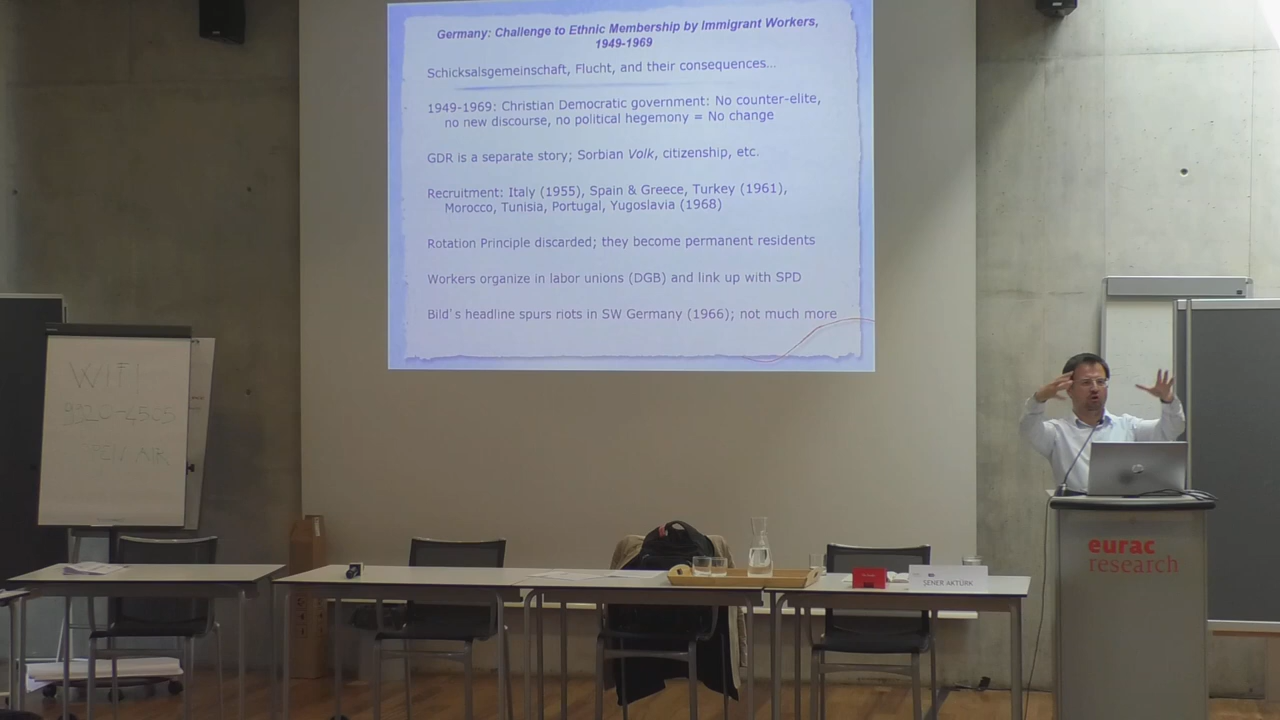 Germany: Challenge to Ethnic Membership by Immigrant Workers,
1949-1969
Schicksalsgemeinschaft, Flucht, and their consequences...
1949-1969: Christian Democratic government: No counter-elite,
no new discourse, no political hegemony = No change
GDR is a separate story; Sorbian Volk, citizenship, etc.
Recruitment: Italy (1955), Spain & Greece, Turkey (1961),
Morocco, Tunisia, Portugal, Yugoslavia (1968)
Rotation Principle discarded; they become permanent residents
Workers organize in labor unions (DGB) and link up with SPD
Bild's headline spurs riots in SW Germany (1966); not much more
WIFI
9320-4505
eurac
research
SENER AKTÜRK